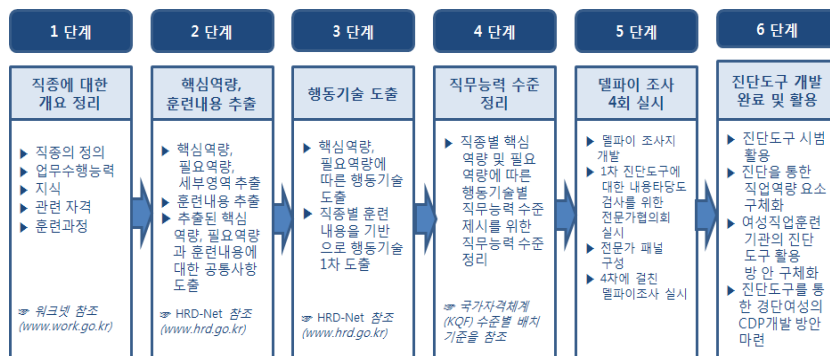 1 단계
직종에 대한
개요 정리
▶ 직종의 정의
▶ 업무수행능력
▶ 지식
▶ 관련 자격
▶ 훈련과정
☞ 워크넷 참조
(www.work.go.kr)
2 단계
핵심역량,
훈련내용 추출
▶ 핵심역량,
필요역량,
세부영역 추출
▶ 훈련내용 추출
▶ 추출된 핵심
역량, 필요역량
과 훈련내용에
대한 공통사항
도출
☞ HRD-Net 참조
(www.hrd.go.kr)
3 단계
행동기술 도출
▶ 핵심역량,
필요역량에
따른 행동기술
도출
▶ 직종별 훈련
내용을 기반
으로 행동기술
1차 도출
☞ HRD-Net 참조
(www.hrd.go.kr)
4 단계
직무능력 수준
정리
▶ 직종별 핵심
역량 및 필요
역량에 따른
행동기술별
직무능력 수준
제시를 위한
직무능력 수준
정리
☞ 국가자격체계
(KQF) 수준별 배치
기준을 참조
5 단계
델파이 조사
4회 실시
▶ 델파이 조사지
개발
▶ 1차 진단도구에
대한 내용타당도
검사를 위한
전문가협의회
실시
▶ 전문가 패널
구성
▶ 4차에 걸친
델파이조사 실시
6 단계
진단도구 개발
완료 및 활용
▶ 진단도구 시범
활용
▶ 진단을 통한
직업역량 요소
구체화
▶ 여성직업훈련
기관의 진단
도구 활용
방 안 구체화
▶ 진단도구를 통
한 경단여성의
CDP개발 방안
마련